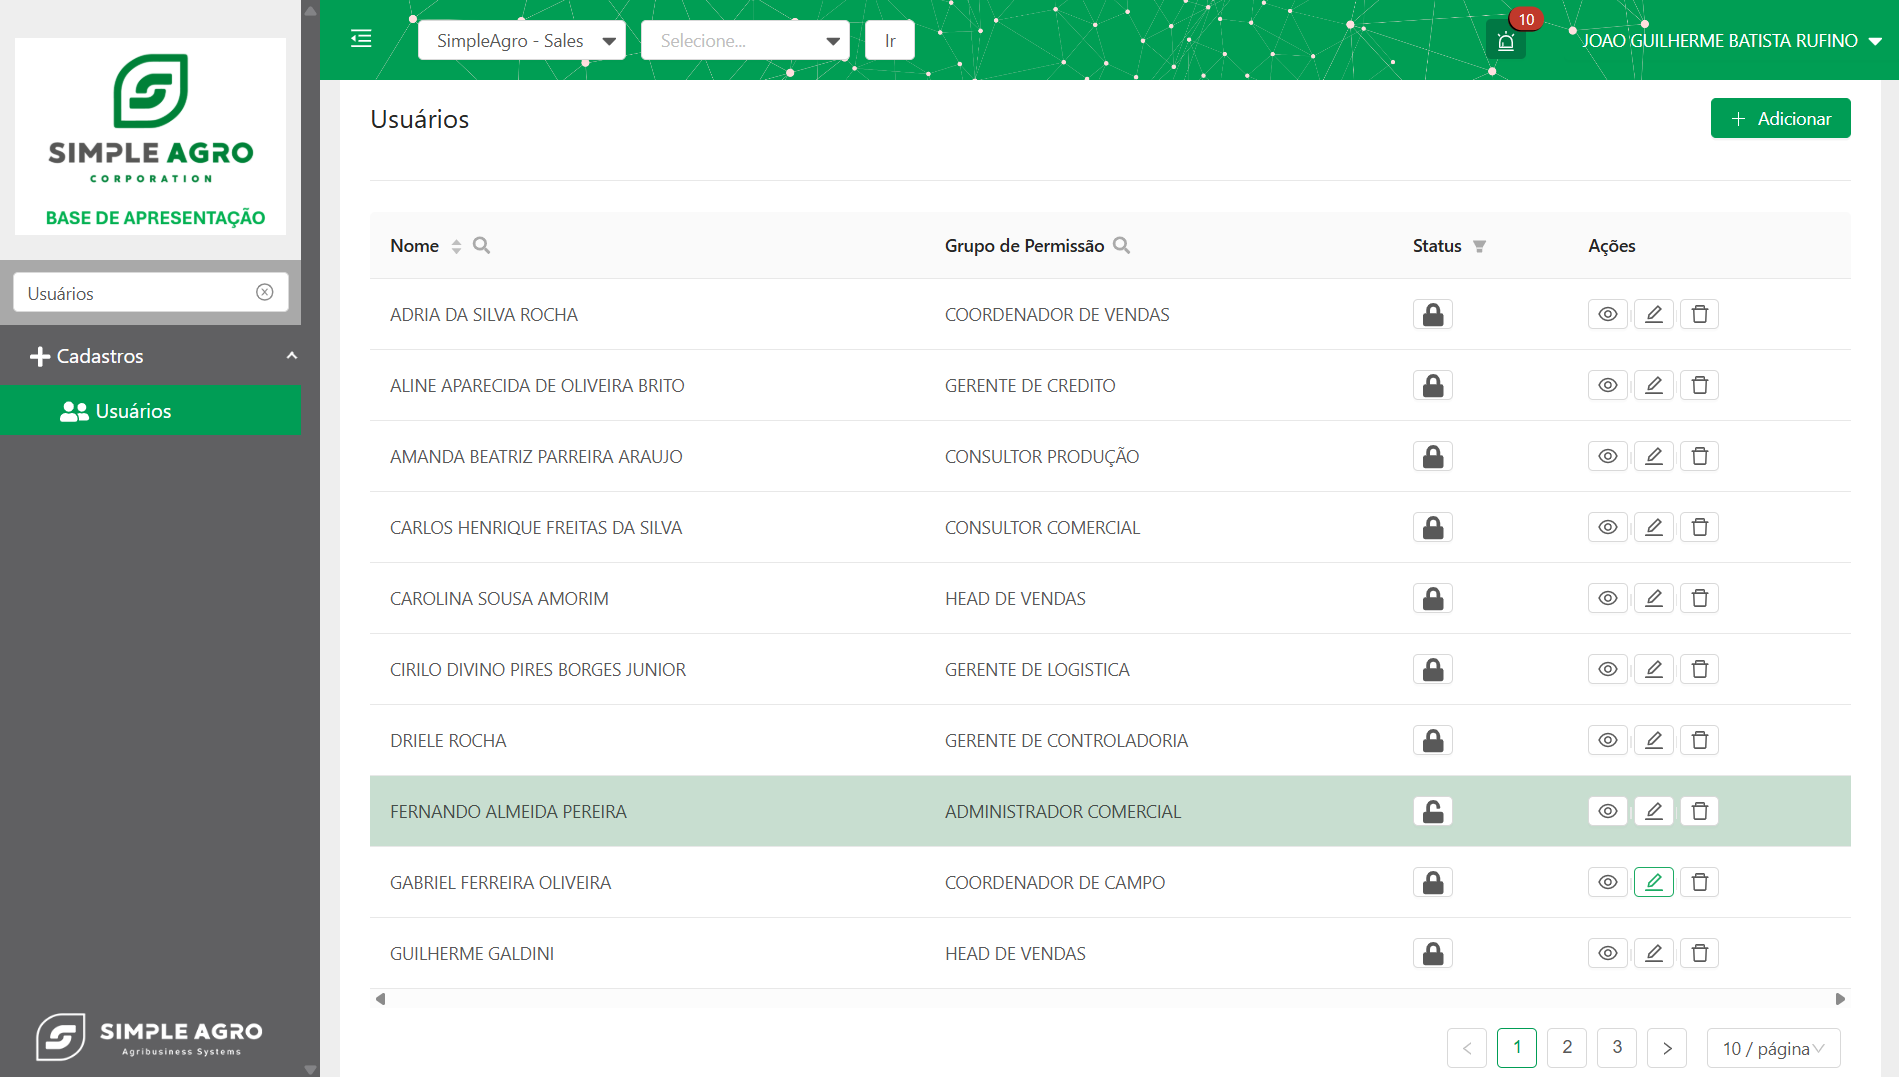 SIMPLE AGRO
CORPORATION
BASE DE APRESENTAÇÃO
Usuários
Cadastros
Usuários
SIMPLE AGRO
Agribusiness Systems
SimpleAgro - Sales
Selecione...
Ir
10
JOAO GUILHERME BATISTA RUFINO
Usuários
Adicionar
Nome
Grupo de Permissão
Status
Ações
ADRIA DA SILVA ROCHA
COORDENADOR DE VENDAS
ALINE APARECIDA DE OLIVEIRA BRITO
GERENTE DE CREDITO
AMANDA BEATRIZ PARREIRA ARAUJO
CONSULTOR PRODUÇÃO
CARLOS HENRIQUE FREITAS DA SILVA
CONSULTOR COMERCIAL
CAROLINA SOUSA AMORIM
HEAD DE VENDAS
CIRILO DIVINO PIRES BORGES JUNIOR
GERENTE DE LOGISTICA
DRIELE ROCHA
GERENTE DE CONTROLADORIA
FERNANDO ALMEIDA PEREIRA
ADMINISTRADOR COMERCIAL
GABRIEL FERREIRA OLIVEIRA
COORDENADOR DE CAMPO
GUILHERME GALDINI
HEAD DE VENDAS
< 1 2 3 >
10 / página